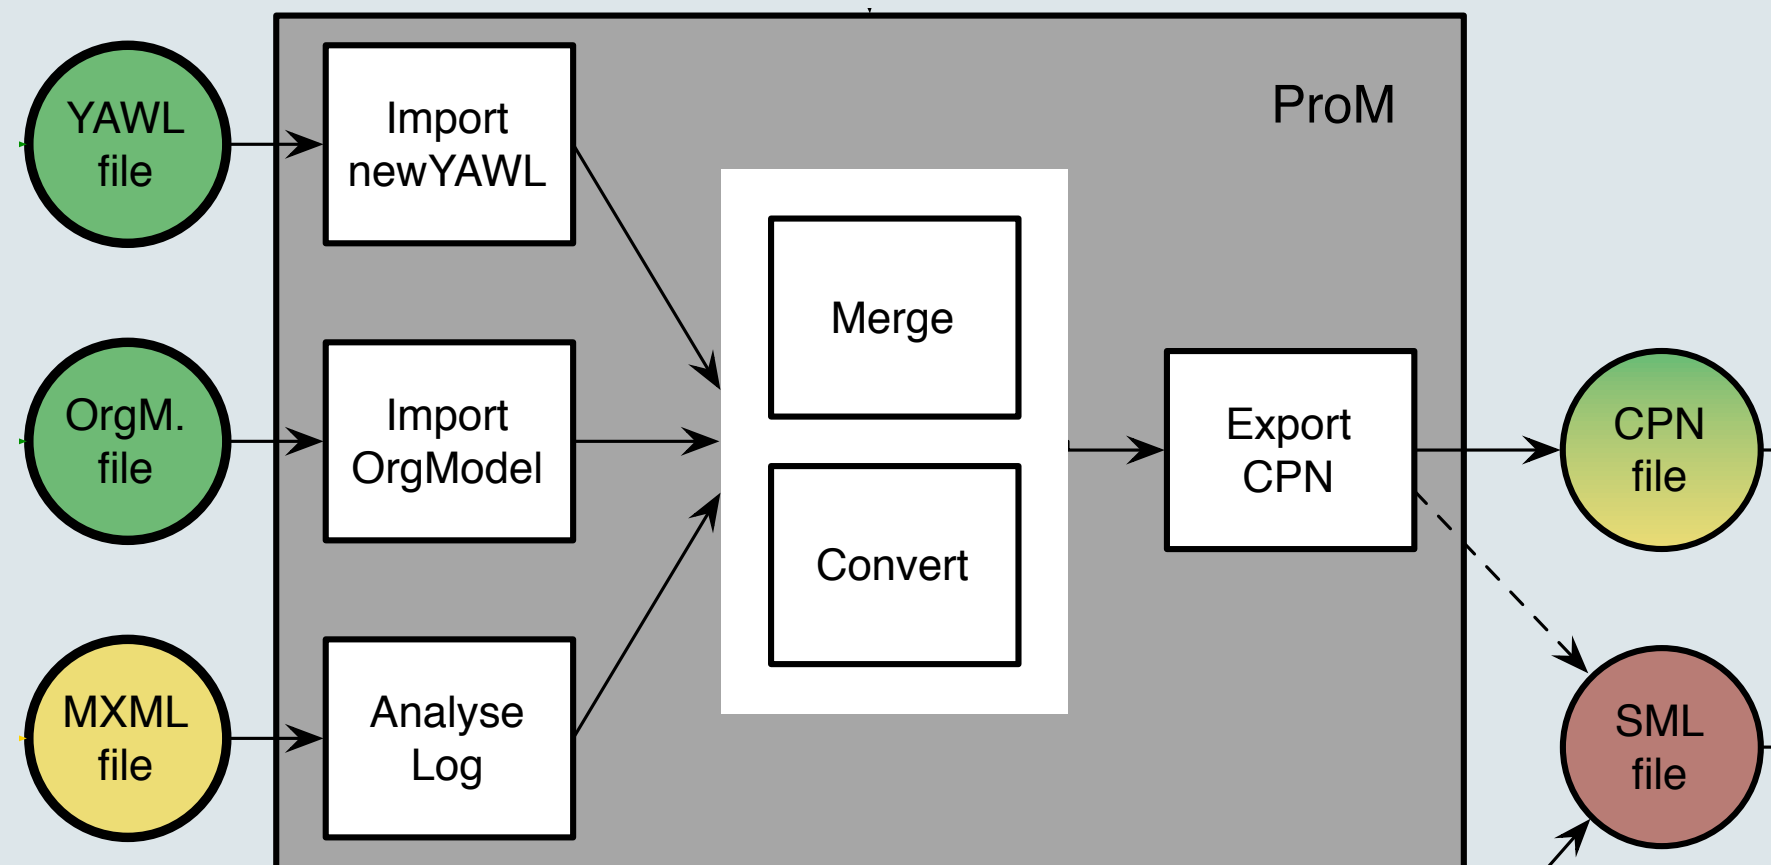 YAWL
file
Import
newYAWL
ProM
Merge
OrgM.
file
Import
OrgModel
Export
CPN
CPN
file
Convert
MXML
file
Analyse
Log
SML
file